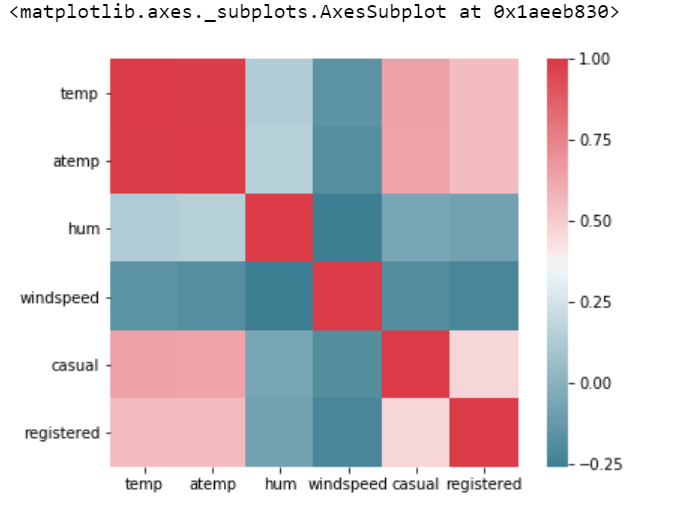 <matplotlib.axes._subplots.AxesSubplot at 0x1aeeb830>
1.00
temp
0.75
atemp
0.50
hum
0.25
windspeed
0.00
casual
registered
−0.25
temp atemp hum windspeed casual registered